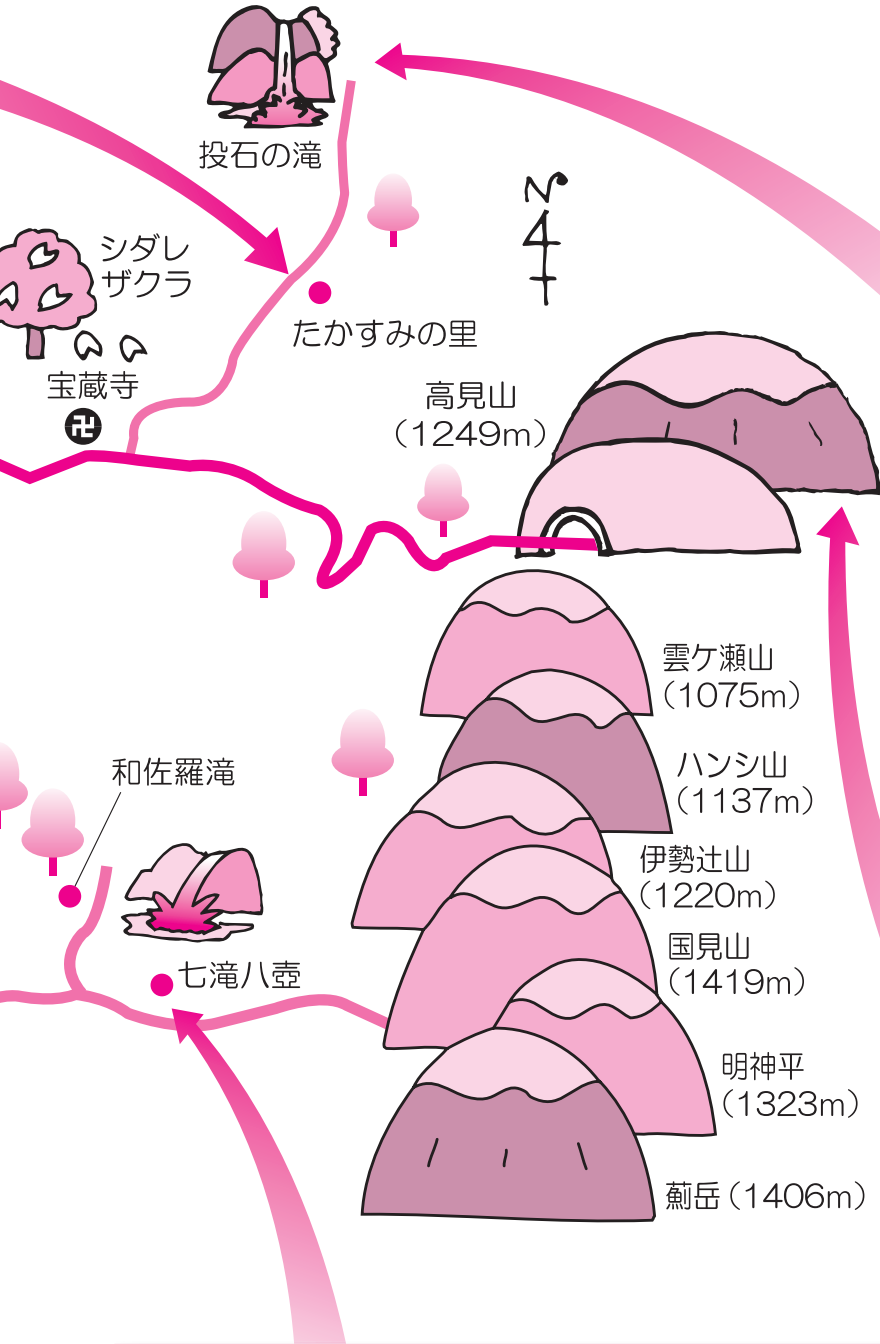 投石の滝
シダレ
ザクラ
たかすみの里
宝蔵寺
卍
高見山
（1249m）
雲ケ瀬山
（1075m）
ハンシ山
（1137m）
和佐羅滝
伊勢辻山
（1220m）
国見山
（1419m）
七滝八壺
明神平
（1323m）
薊岳（1406m）